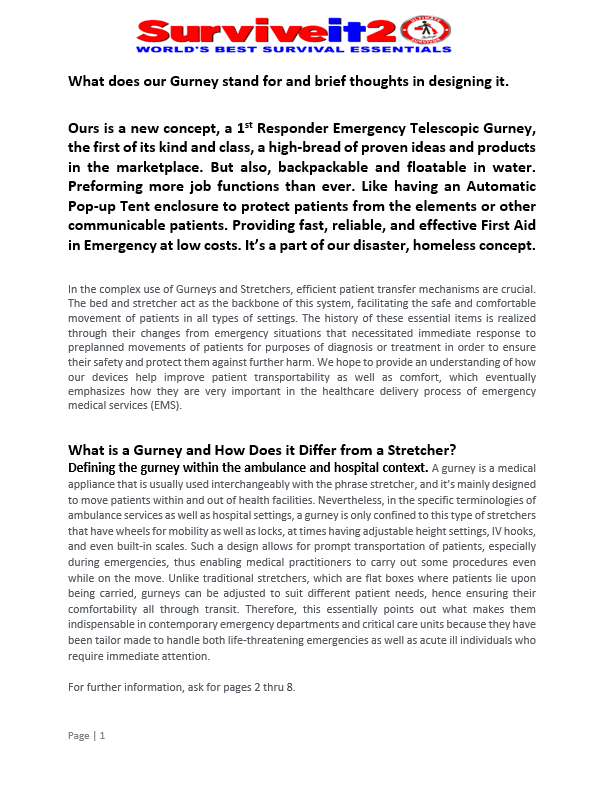 Surviveit2
WORLD'S BEST SURVIVAL ESSENTIALS
What does our Gurney stand for and brief thoughts in designing it.
Ours is a new concept, a 1st Responder Emergency Telescopic Gurney,
the first of its kind and class, a high-bread of proven ideas and products
in the marketplace. But also, backpackable and floatable in water.
Preforming more job functions than ever. Like having an Automatic
Pop-up Tent enclosure to protect patients from the elements or other
communicable patients. Providing fast, reliable, and effective First Aid
in Emergency at low costs. It's a part of our disaster, homeless concept.
In the complex use of Gurneys and Stretchers, efficient patient transfer mechanisms are crucial.
The bed and stretcher act as the backbone of this system, facilitating the safe and comfortable
movement of patients in all types of settings. The history of these essential items is realized
through their changes from emergency situations that necessitated immediate response to
preplanned movements of patients for purposes of diagnosis or treatment in order to ensure
their safety and protect them against further harm. We hope to provide an understanding of how
our devices help improve patient transportability as well as comfort, which eventually
emphasizes how they are very important in the healthcare delivery process of emergency
medical services (EMS).
What is a Gurney and How Does it Differ from a Stretcher?
Defining the gurney within the ambulance and hospital context. A gurney is a medical
appliance that is usually used interchangeably with the phrase stretcher, and it's mainly designed
to move patients within and out of health facilities. Nevertheless, in the specific terminologies of
ambulance services as well as hospital settings, a gurney is only confined to this type of stretchers
that have wheels for mobility as well as locks, at times having adjustable height settings, IV hooks,
and even built-in scales. Such a design allows for prompt transportation of patients, especially
during emergencies, thus enabling medical practitioners to carry out some procedures even
while on the move. Unlike traditional stretchers, which are flat boxes where patients lie upon
being carried, gurneys can be adjusted to suit different patient needs, hence ensuring their
comfortability all through transit. Therefore, this essentially points out what makes them
indispensable in contemporary emergency departments and critical care units because they have
been tailor made to handle both life-threatening emergencies as well as acute ill individuals who
require immediate attention.
For further information, ask for pages 2 thru 8.
Page | 1